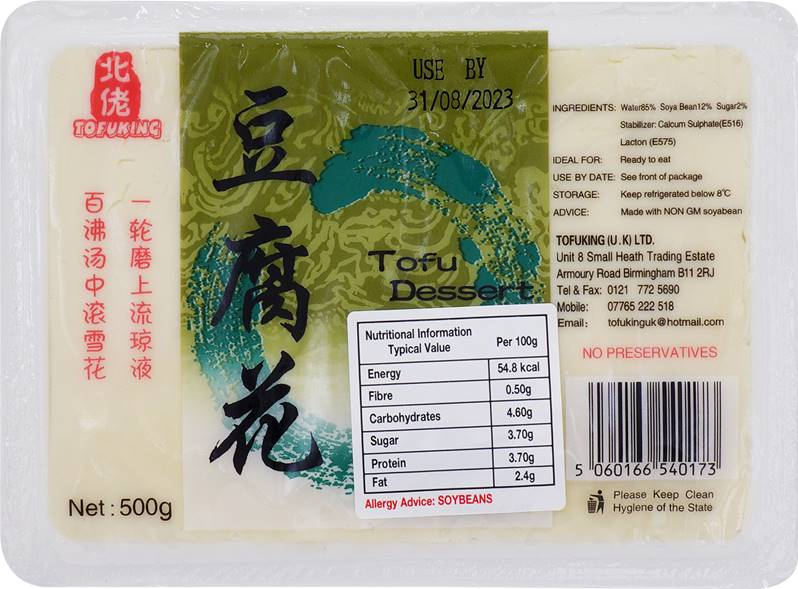 北佬
TOFUKING
一轮磨上流琼液
百沸汤中滚雪花
Net : 500g
豆腐花
USE BY
31/08/2023
Tofu
Dessert
Nutritional Information
Typical Value
Per 100g
Energy 54.8 kcal
Fibre 0.50g
Carbohydrates 4.60g
Sugar 3.70g
Protein 3.70g
Fat 2.4g
Allergy Advice: SOYBEANS
INGREDIENTS: Water85% Soya Bean12% Sugar2%
Stabillizer: Calcum Sulphate(E516)
Lacton (E575)
IDEAL FOR: Ready to eat
USE BY DATE: See front of package
STORAGE: Keep refrigerated below 8℃
ADVICE: Made with NON GM soyabean
TOFUKING (U. K) LTD.
Unit 8 Small Heath Trading Estate
Armoury Road Birmingham B11 2RJ
Tel & Fax: 0121 772 5690
Mobile: 07765 222 518
Email: tofukinguk@hotmail.com
NO PRESERVATIVES
5 060166 540173
Please Keep Clean
Hyglene of the State